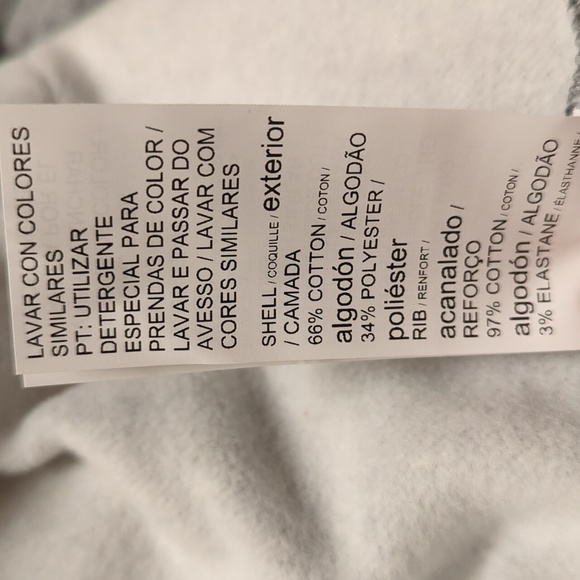 LAVAR CON COLORES
SIMILARES
PT: UTILIZAR
DETERGENTE
ESPECIAL PARA
PRENDAS DE COLOR /
LAVAR E PASSAR DO
AVESSO / LAVAR COM
CORES SIMILARES
SHELL / COQUILLE / exterior
/ CAMADA
66% COTTON / COTON /
algodón / ALGODÃO
34% POLYESTER /
poliéster
RIB / RENFORT /
acanalado /
REFORÇO
97% COTTON / COTON /
algodón / ALGODÃO
3% ELASTANE / ÉLASTHANNE